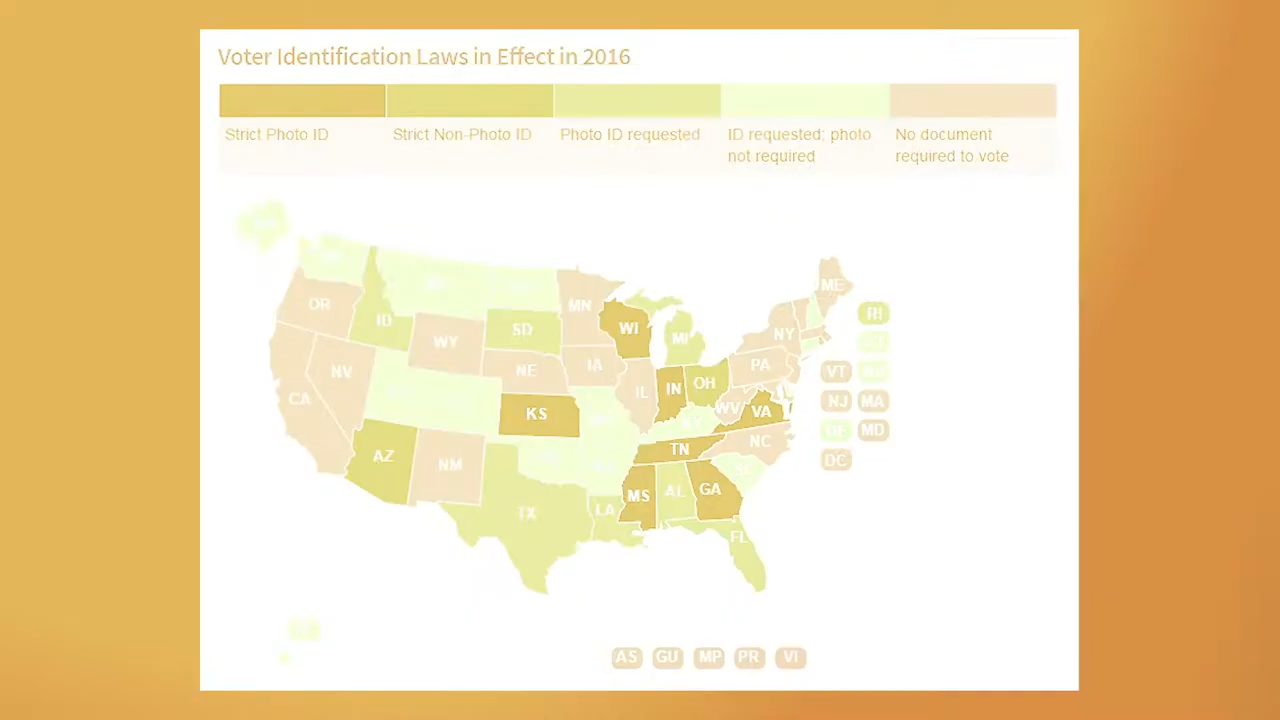 Voter Identification Laws in Effect in 2016
Strict Photo ID
Strict Non-Photo ID
Photo ID requested
ID requested; photo
not required
No document
required to vote
ME
OR
ID
MN
WI
RI
SD
MI
NY
WY
NV
NE
IA
PA
VT
CA
IL
IN
OH
WV
NJ
MA
KS
VA
MD
AZ
NM
TN
NC
DC
SC
MS
AL
GA
TX
LA
FL
AS
GU
MP
PR
VI